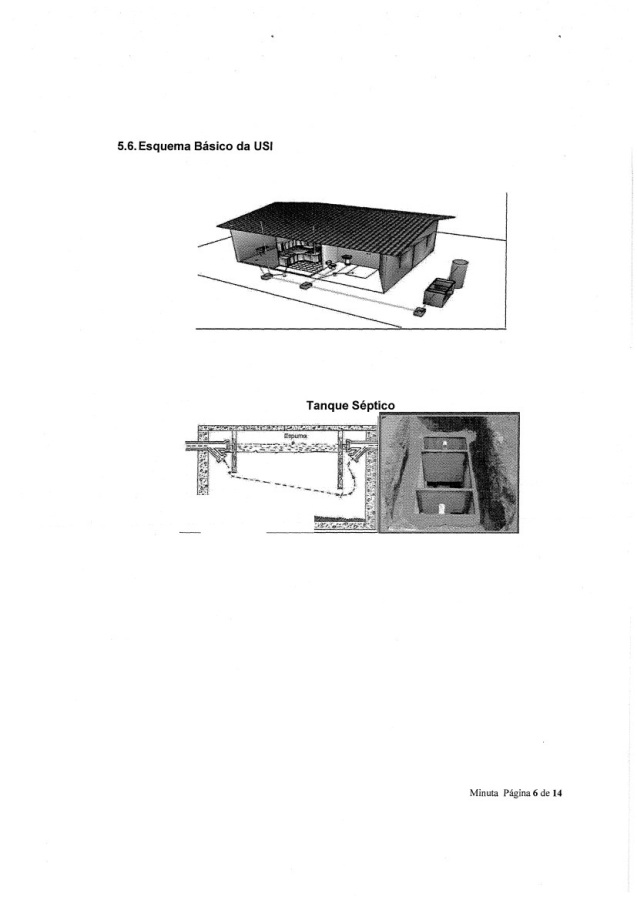 5.6. Esquema Básico da USI
Tanque Séptico
Espuma
Minuta Página 6 de 14